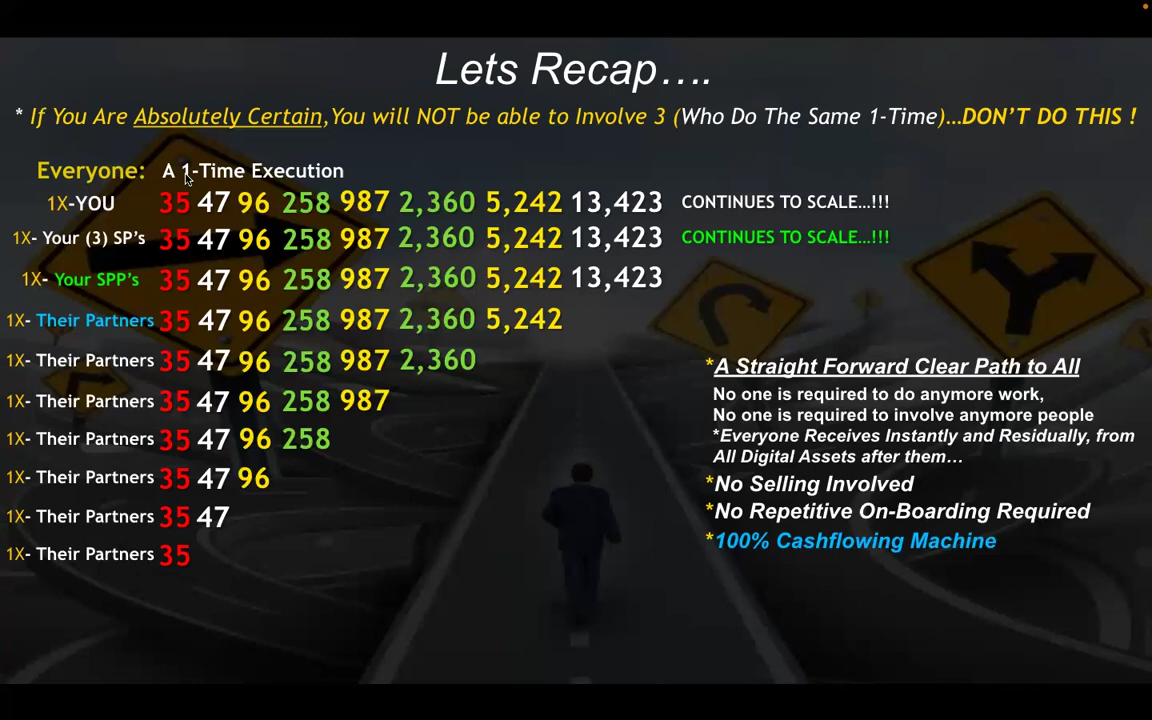 Lets Recap….
* If You Are Absolutely Certain,You will NOT be able to Involve 3 (Who Do The Same 1-Time)…DON'T DO THIS !
Everyone: A 1-Time Execution
1X-YOU 35 47 96 258 987 2,360 5,242 13,423 CONTINUES TO SCALE…!!!
1X- Your (3) SP's 35 47 96 258 987 2,360 5,242 13,423 CONTINUES TO SCALE…!!!
1X- Your SPP's 35 47 96 258 987 2,360 5,242 13,423
1X- Their Partners 35 47 96 258 987 2,360 5,242
1X- Their Partners 35 47 96 258 987 2,360
1X- Their Partners 35 47 96 258 987
1X- Their Partners 35 47 96 258
1X- Their Partners 35 47 96
1X- Their Partners 35 47
1X- Their Partners 35
*A Straight Forward Clear Path to All
No one is required to do anymore work,
No one is required to involve anymore people
*Everyone Receives Instantly and Residually, from
All Digital Assets after them…
*No Selling Involved
*No Repetitive On-Boarding Required
*100% Cashflowing Machine